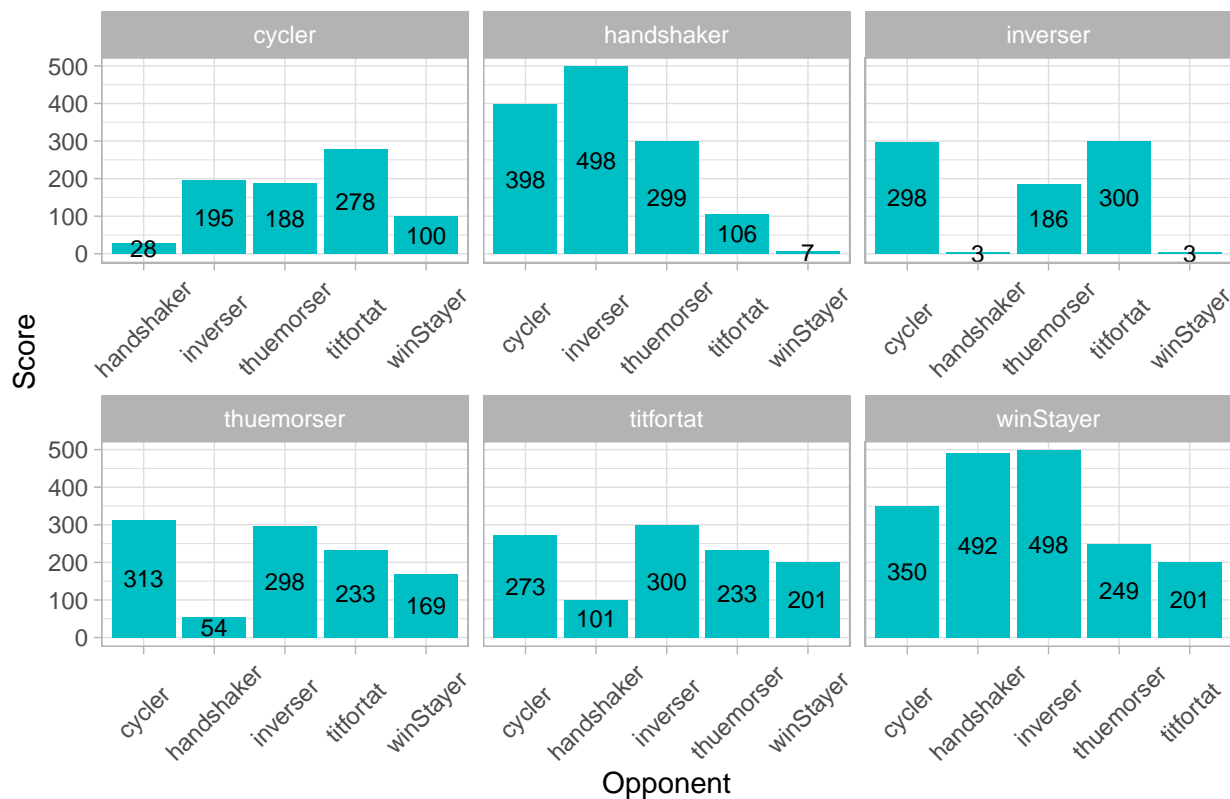 cycler handshaker inverser
500
400
300
200
100
0
28 195 188 278 100
398 498 299 106 7
298 3 186 300 3
handshaker inverser thuemorser titfortat winStayer
cycler inverser thuemorser titfortat winStayer
cycler handshaker thuemorser titfortat winStayer
Score
thuemorser titfortat winStayer
500
400
300
200
100
0
313 54 298 233 169
273 101 300 233 201
350 492 498 249 201
cycler handshaker inverser titfortat winStayer
cycler handshaker inverser thuemorser winStayer
cycler handshaker inverser thuemorser titfortat
Opponent